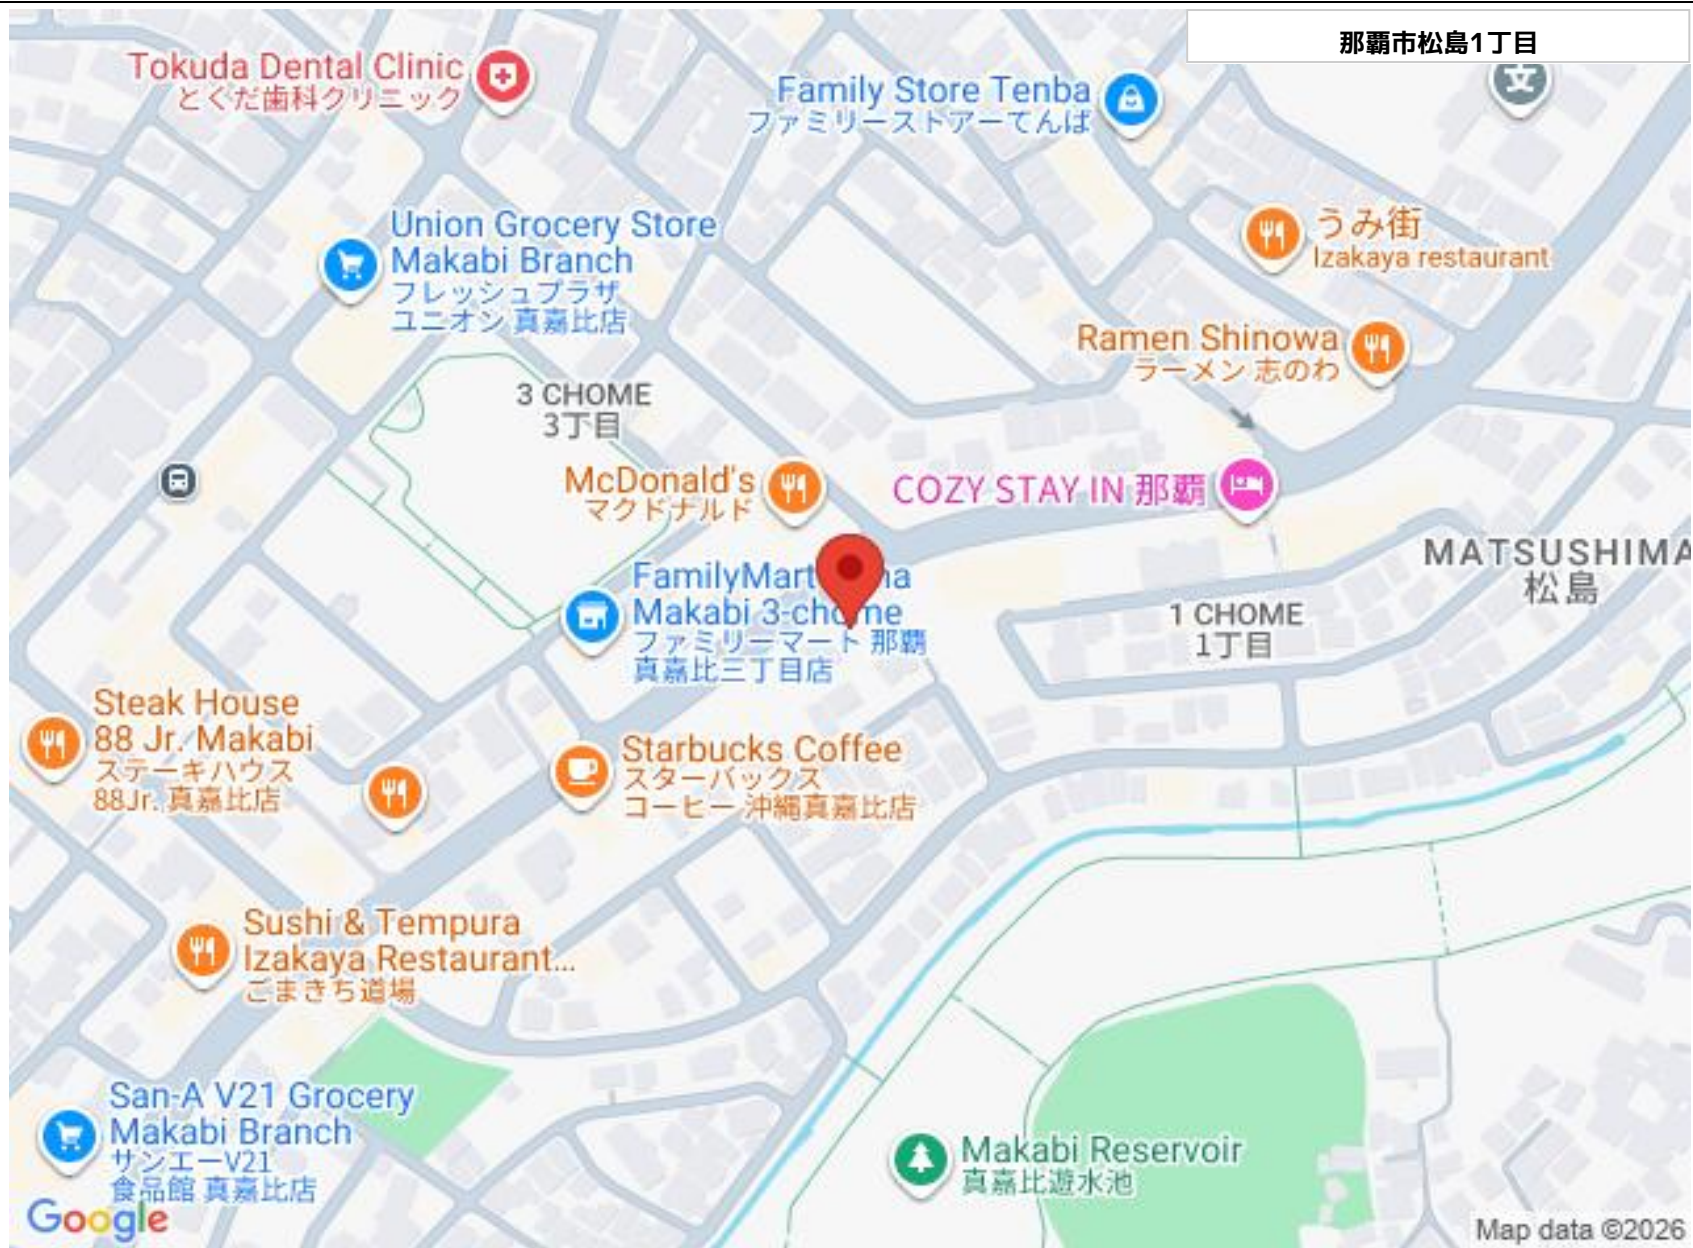 那覇市松島1丁目
Tokuda Dental Clinic
とくだ歯科クリニック
Family Store Tenba
ファミリーストアーてんば
Union Grocery Store
Makabi Branch
フレッシュプラザ
ユニオン 真嘉比店
うみ街
Izakaya restaurant
Ramen Shinowa
ラーメン 志のわ
3 CHOME
3丁目
McDonald's
マクドナルド
COZY STAY IN 那覇
MATSUSHIMA
松島
FamilyMart
Makabi 3-chome
ファミリーマート 那覇
真嘉比三丁目店
1 CHOME
1丁目
Steak House
88 Jr. Makabi
ステーキハウス
88Jr. 真嘉比店
Starbucks Coffee
スターバックス
コーヒー 沖縄真嘉比店
Sushi & Tempura
Izakaya Restaurant...
ごまきち道場
San-A V21 Grocery
Makabi Branch
サンエーV21
食品館 真嘉比店
Makabi Reservoir
真嘉比遊水池
Google
Map data ©2026